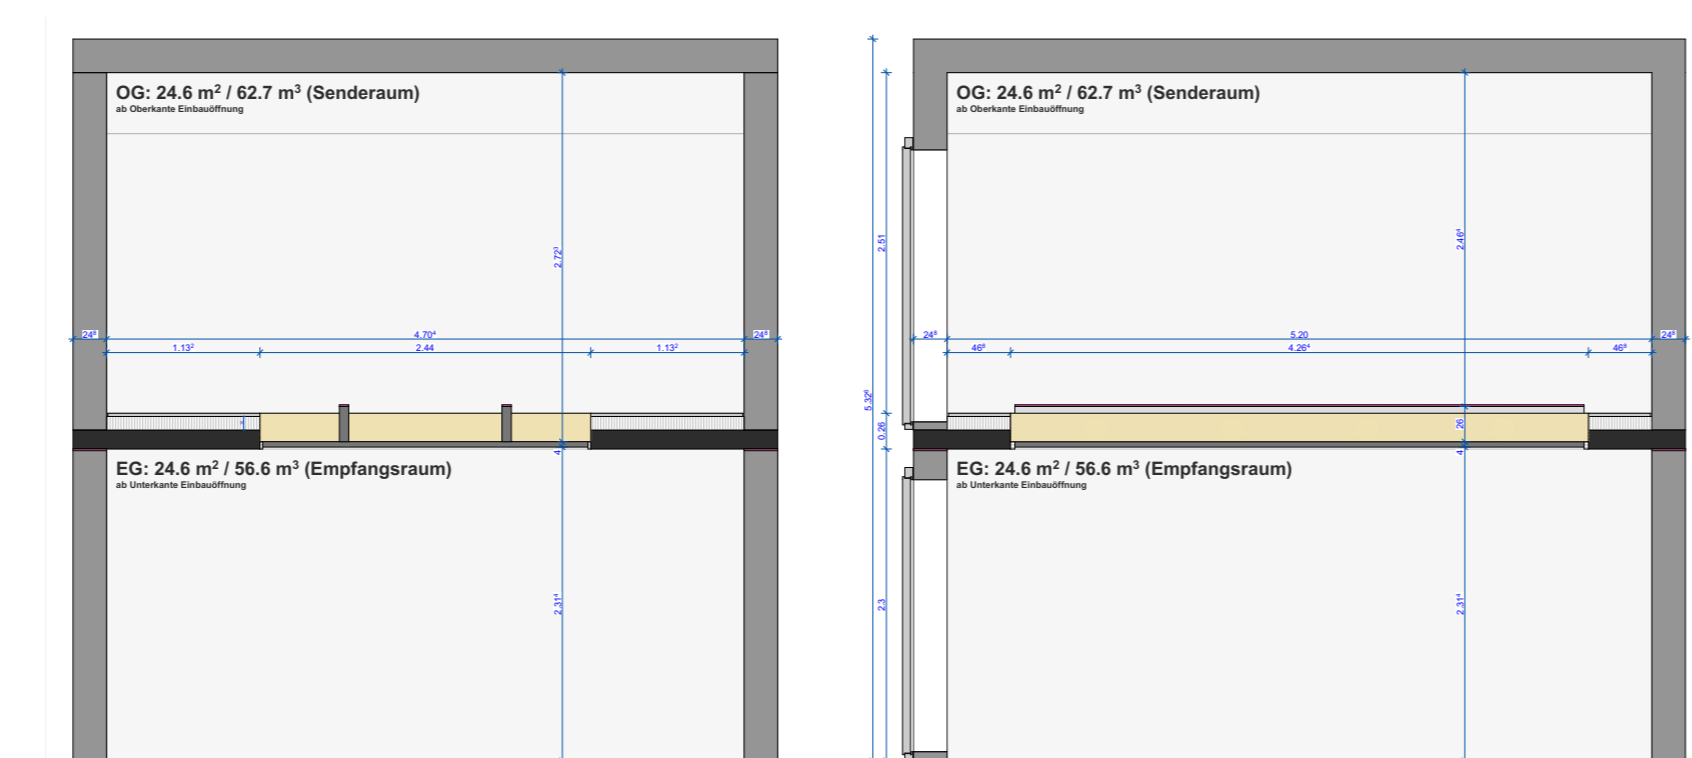 OG: 24.6 m² / 62.7 m³ (Senderaum)
ab Oberkante Einbauöffnung
2.72³
24⁸
4.70⁴
24⁸
1.13²
2.44
1.13²
4
EG: 24.6 m² / 56.6 m³ (Empfangsraum)
ab Unterkante Einbauöffnung
2.31⁴
OG: 24.6 m² / 62.7 m³ (Senderaum)
ab Oberkante Einbauöffnung
2.51
2.46⁴
24⁸
5.20
24⁸
46⁸
4.26⁴
46⁸
5.32⁶
0.26
26
4
EG: 24.6 m² / 56.6 m³ (Empfangsraum)
ab Unterkante Einbauöffnung
2.3
2.31⁴